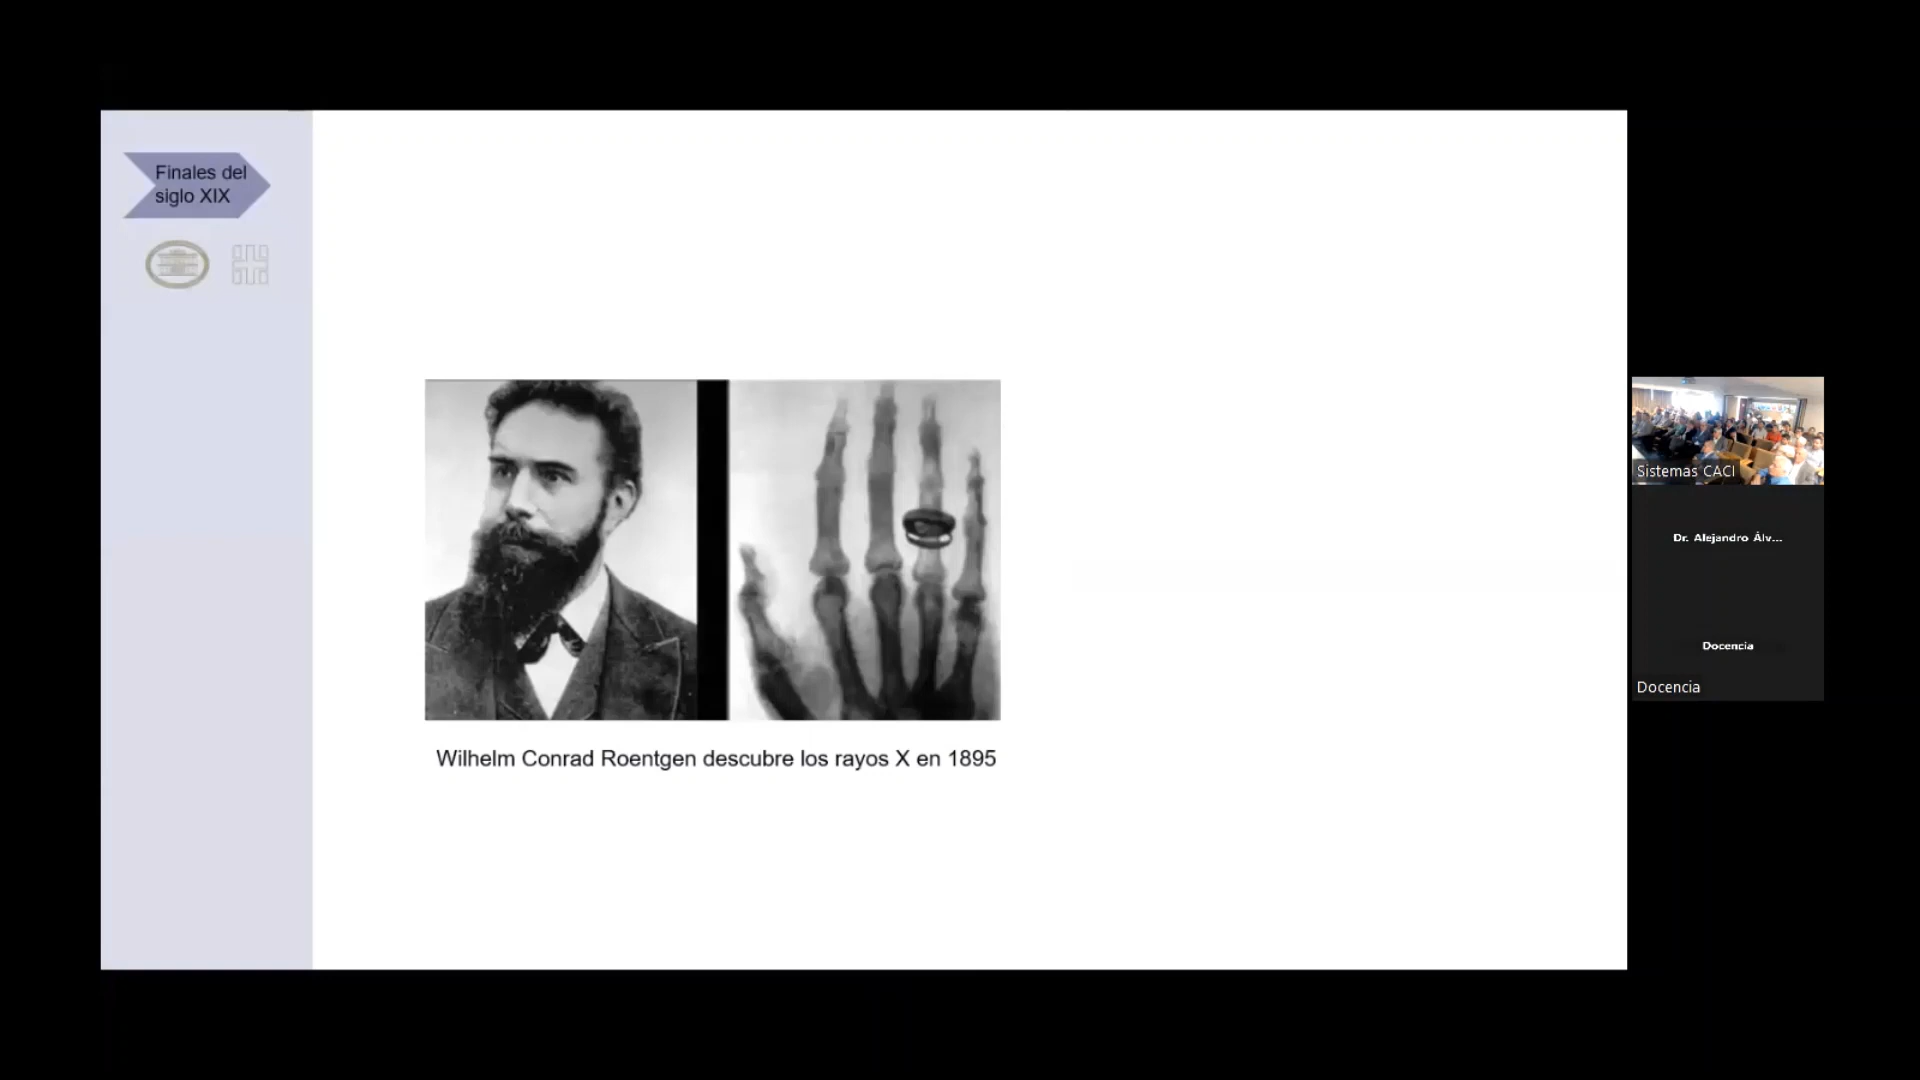 Finales del
siglo XIX
Wilhelm Conrad Roentgen descubre los rayos X en 1895
Sistemas CACI
Dr. Alejandro Álv...
Docencia
Docencia